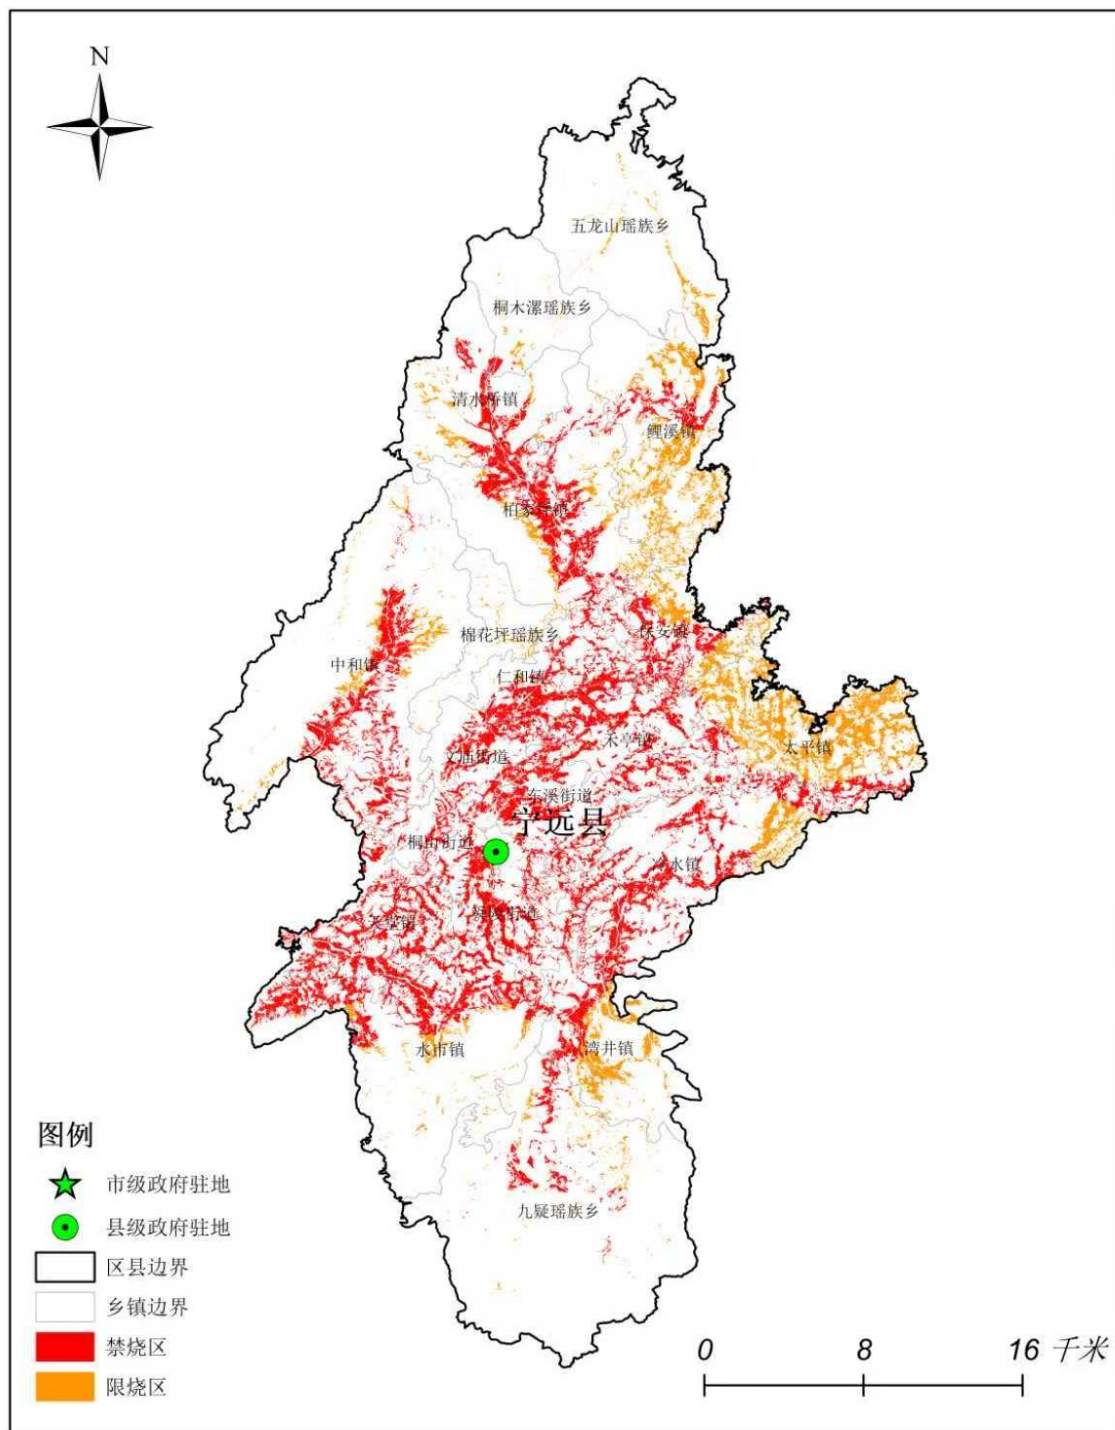 N
五龙山瑶族乡
桐木漯瑶族乡
清水桥镇
鲤溪镇
柏家坪镇
保安镇
棉花坪瑶族乡
中和镇
仁和镇
禾亭镇
太平镇
文庙街道
东溪街道
宁远县
桐山街道
冷水镇
舜陵街道
天堂镇
水市镇
湾井镇
九疑瑶族乡
图例
市级政府驻地
县级政府驻地
区县边界
乡镇边界
禁烧区
限烧区
0 8 16 千米